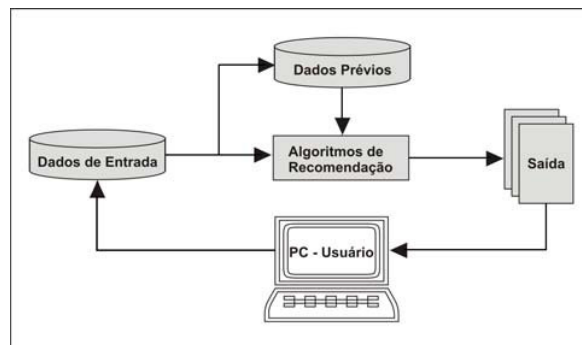 Dados Prévios
Dados de Entrada
Algoritmos de
Recomendação
Saída
PC - Usuário